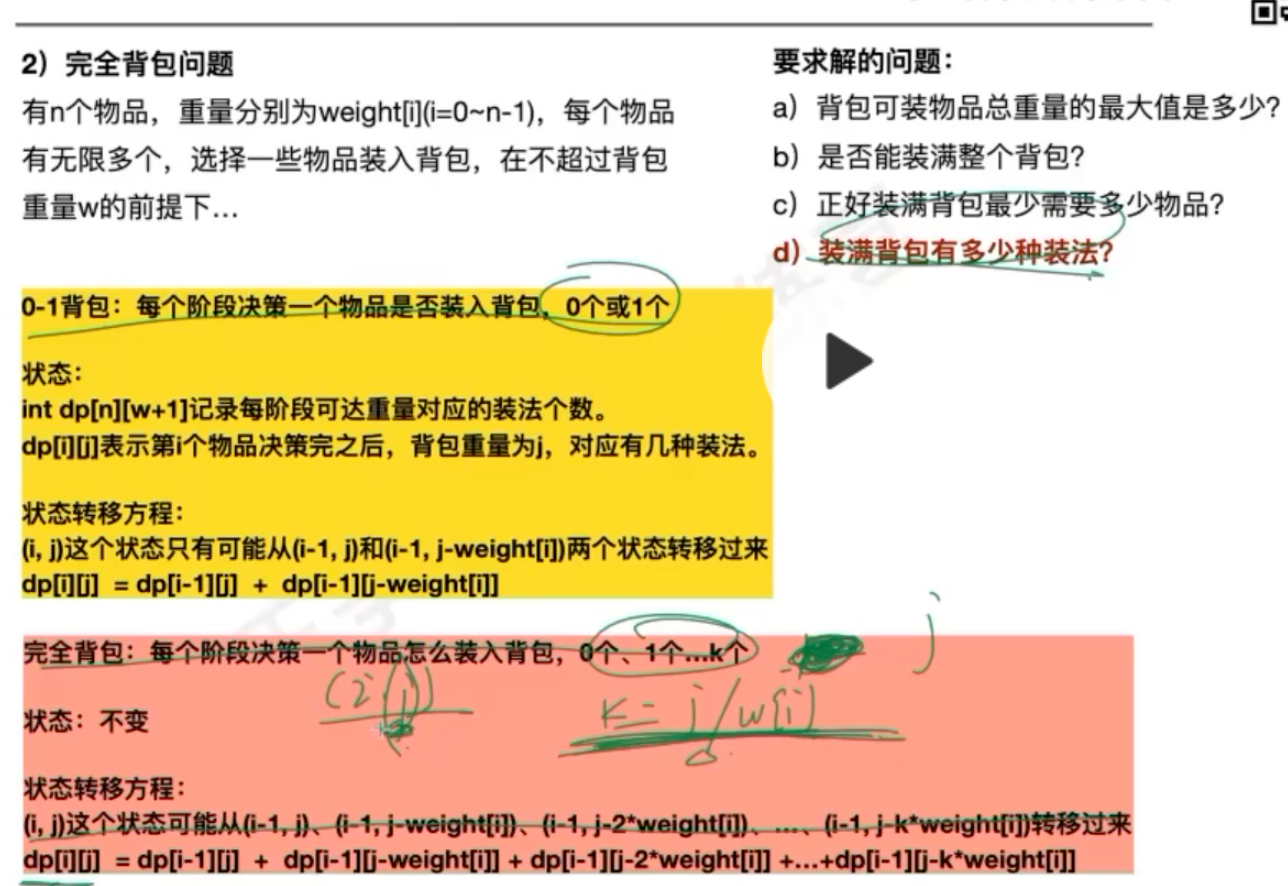 2）完全背包问题
有n个物品，重量分别为weight[i](i=0~n-1)，每个物品
有无限多个，选择一些物品装入背包，在不超过背包
重量w的前提下...
要求解的问题：
a）背包可装物品总重量的最大值是多少？
b）是否能装满整个背包？
c）正好装满背包最少需要多少物品？
d）装满背包有多少种装法？
0-1背包：每个阶段决策一个物品是否装入背包，0个或1个
状态：
int dp[n][w+1]记录每阶段可达重量对应的装法个数。
dp[i][j]表示第i个物品决策完之后，背包重量为j，对应有几种装法。
状态转移方程：
(i, j)这个状态只有可能从(i-1, j)和(i-1, j-weight[i])两个状态转移过来
dp[i][j] = dp[i-1][j] + dp[i-1][j-weight[i]]
j
完全背包：每个阶段决策一个物品怎么装入背包，0个、1个...k个
(i, j)
k = j/w[i]
状态：不变
状态转移方程：
(i, j)这个状态可能从(i-1, j)、(i-1, j-weight[i])、(i-1, j-2*weight[i])、...、(i-1, j-k*weight[i])转移过来
dp[i][j] = dp[i-1][j] + dp[i-1][j-weight[i]] + dp[i-1][j-2*weight[i]] +...+dp[i-1][j-k*weight[i]]